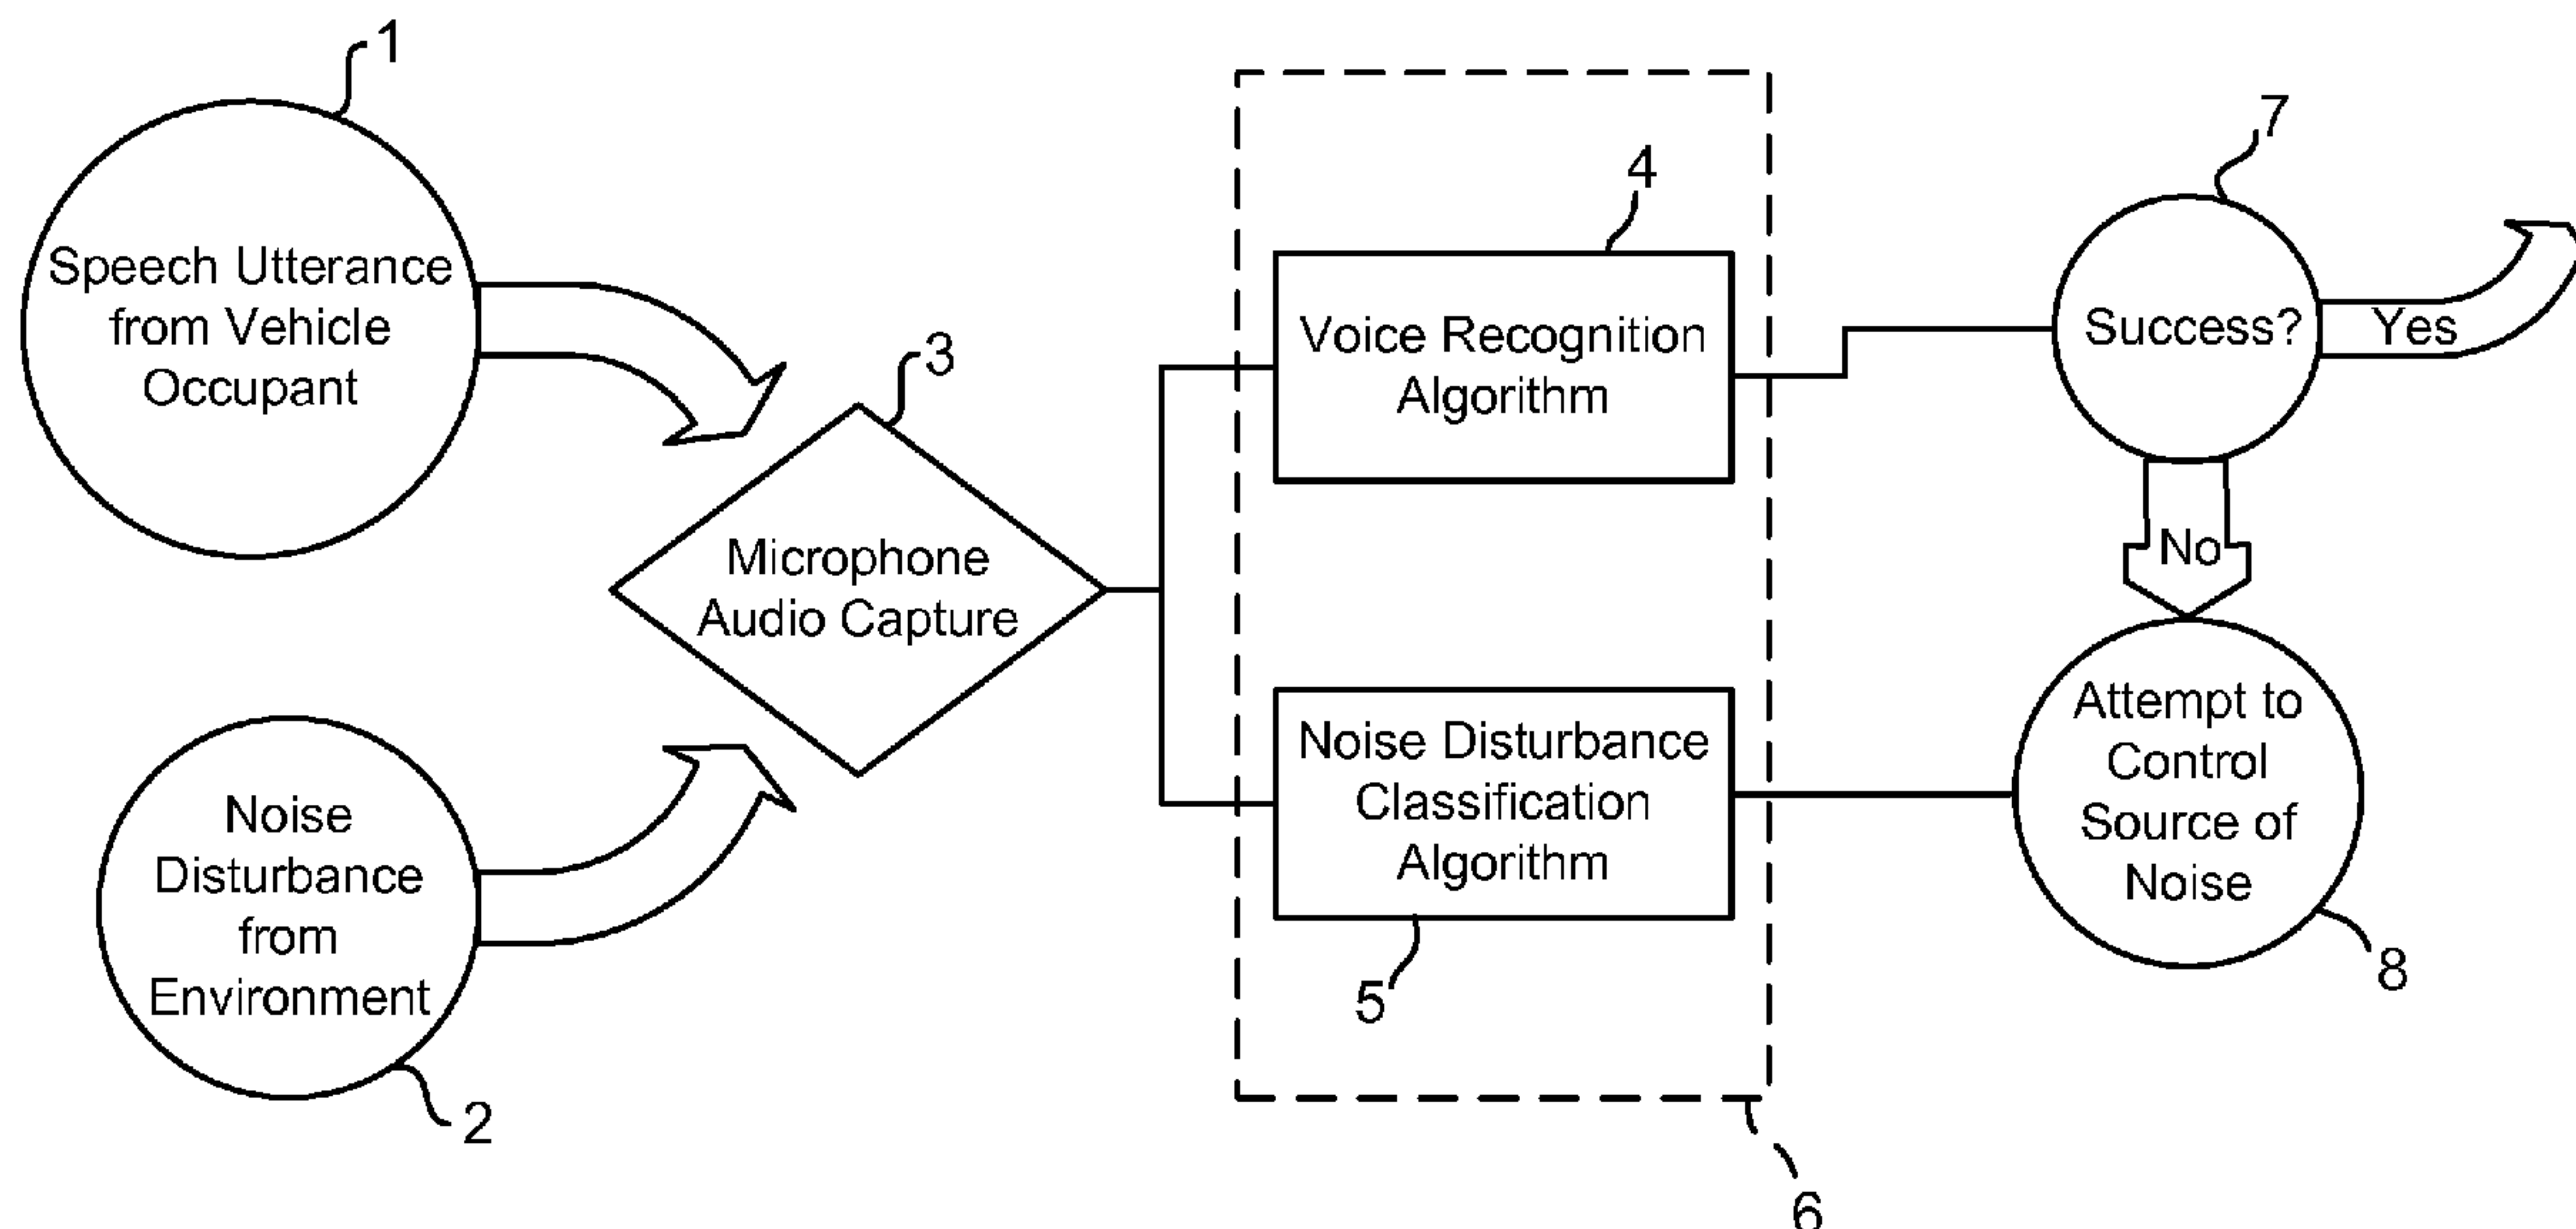 1
Speech Utterance
from Vehicle
Occupant
2
Noise
Disturbance
from
Environment
3
Microphone
Audio Capture
4
Voice Recognition
Algorithm
5
Noise Disturbance
Classification
Algorithm
6
7
Success?
Yes
No
Attempt to
Control
Source of
Noise
8